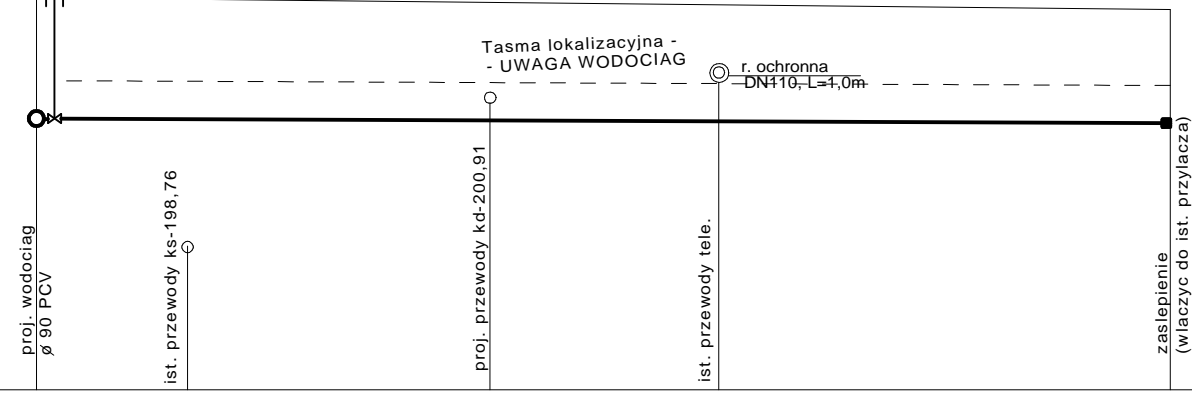 Tasma lokalizacyjna -
- UWAGA WODOCIAG
r. ochronna
DN110, L=1,0m
proj. wodociag
ø 90 PCV
ist. przewody ks-198,76
proj. przewody kd-200,91
ist. przewody tele.
zaslepienie
(wlaczyc do ist. przylacza)